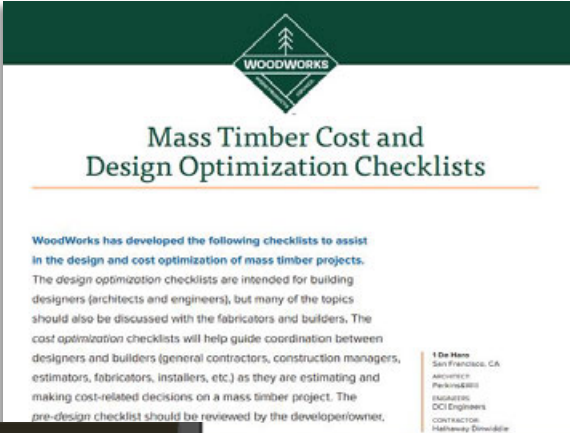 WOODWORKS
WOOD PRODUCTS COUNCIL
Mass Timber Cost and
Design Optimization Checklists
WoodWorks has developed the following checklists to assist
in the design and cost optimization of mass timber projects.
The design optimization checklists are intended for building
designers (architects and engineers), but many of the topics
should also be discussed with the fabricators and builders. The
cost optimization checklists will help guide coordination between
designers and builders (general contractors, construction managers,
estimators, fabricators, installers, etc.) as they are estimating and
making cost-related decisions on a mass timber project. The
pre-design checklist should be reviewed by the developer/owner,
1 De Haro
San Francisco, CA
ARCHITECT
Perkins&Will
ENGINEERS
DCI Engineers
CONTRACTOR
Hathaway Dinwiddie